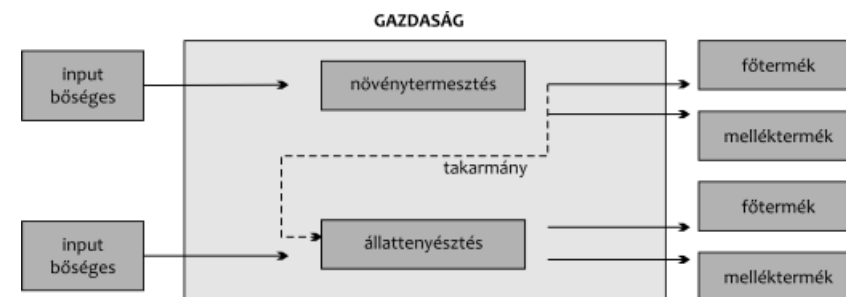 GAZDASÁG
input
bőséges
növénytermesztés
főtermék
melléktermék
takarmány
input
bőséges
állattenyésztés
főtermék
melléktermék